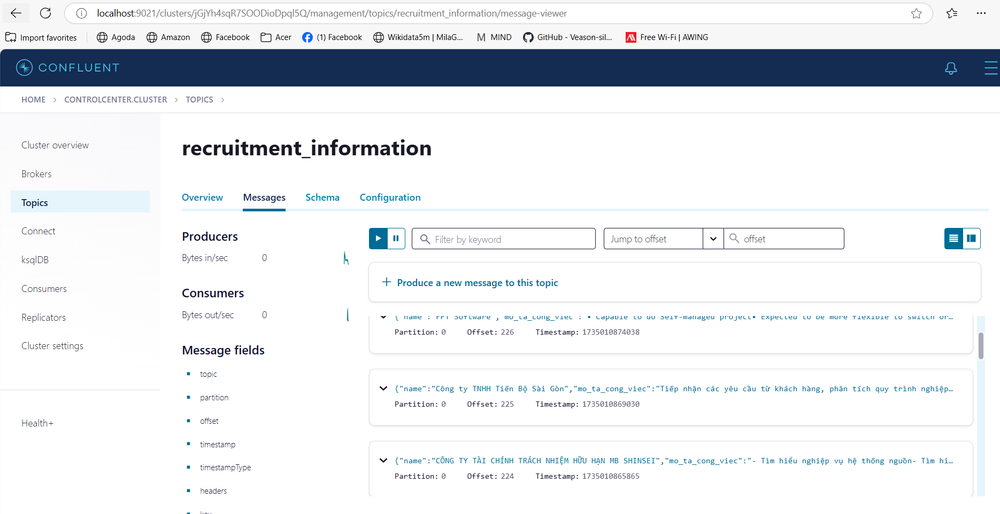 localhost:9021/clusters/jGjYh4sqR7SOODioDpql5Q/management/topics/recruitment_information/message-viewer
Import favorites Agoda Amazon Facebook Acer (1) Facebook Wikidata5m | MilaG... MIND GitHub - Veason-sil... Free Wi-Fi | AWING
CONFLUENT
HOME > CONTROLCENTER.CLUSTER > TOPICS >
Cluster overview
Brokers
Topics
Connect
ksqlDB
Consumers
Replicators
Cluster settings
Health+
recruitment_information
Overview Messages Schema Configuration
Producers
Bytes in/sec 0
Consumers
Bytes out/sec 0
Message fields
topic
partition
offset
timestamp
timestampType
headers
key
Filter by keyword
Jump to offset
offset
+ Produce a new message to this topic
{"name":"FPT Software","mo_ta_cong_viec":"• Capable to do Self-managed project• Expected to be more flexible to switch or…
Partition: 0 Offset: 226 Timestamp: 1735010874038
{"name":"Công ty TNHH Tiến Bộ Sài Gòn","mo_ta_cong_viec":"Tiếp nhận các yêu cầu từ khách hàng, phân tích quy trình nghiệp…
Partition: 0 Offset: 225 Timestamp: 1735010869030
{"name":"CÔNG TY TÀI CHÍNH TRÁCH NHIỆM HỮU HẠN MB SHINSEI","mo_ta_cong_viec":"- Tìm hiểu nghiệp vụ hệ thống nguồn- Tìm hi…
Partition: 0 Offset: 224 Timestamp: 1735010865865